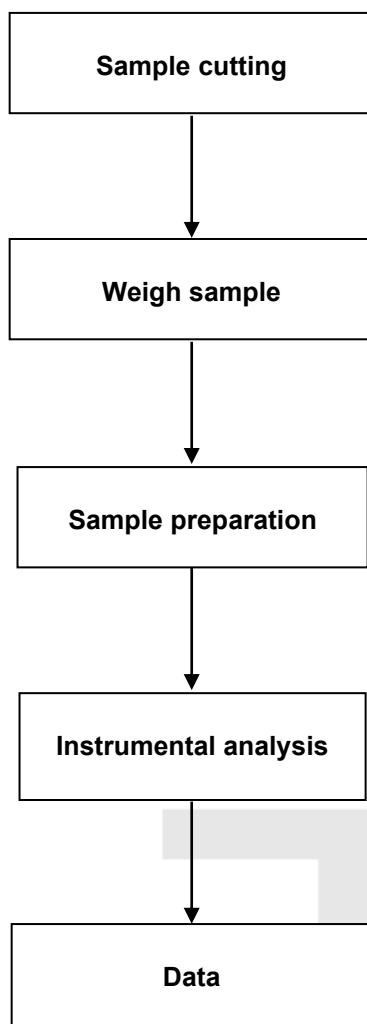 Sample cutting
Weigh sample
Sample preparation
Instrumental analysis
Data